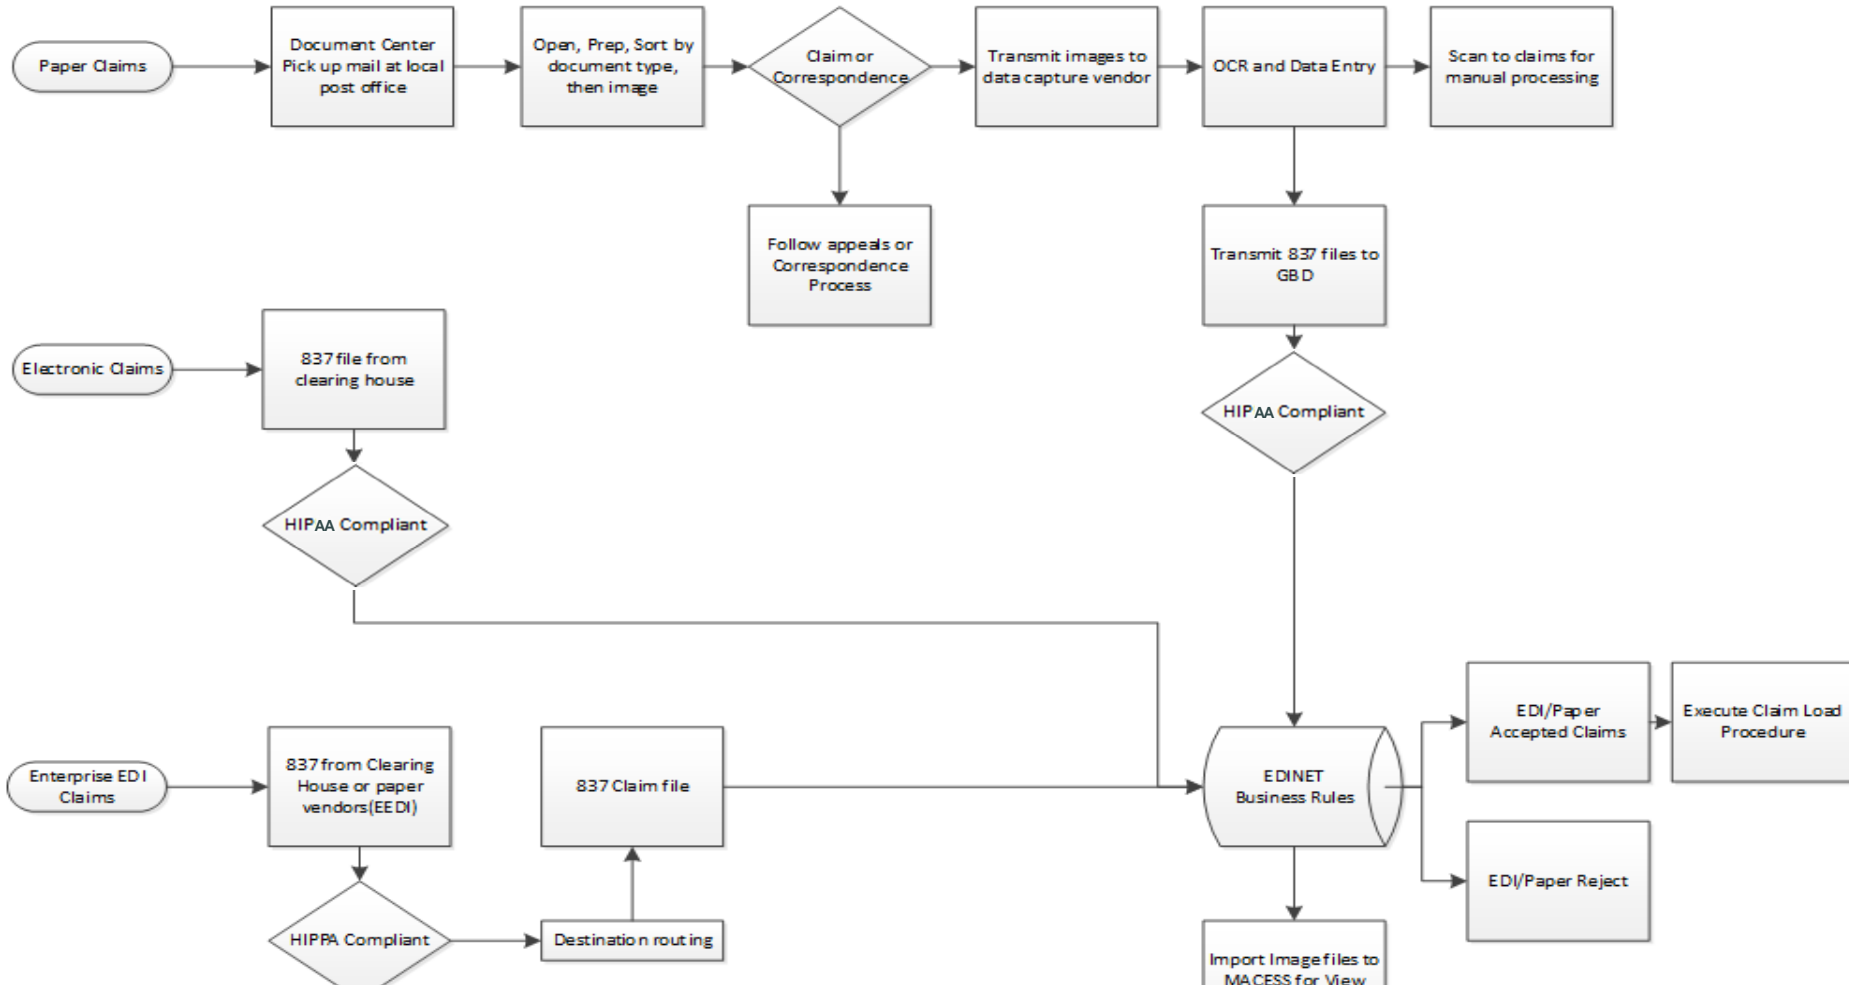 Paper Claims
Document Center
Pick up mail at local
post office
Open, Prep, Sort by
document type,
then image
Claim or
Correspondence
Transmit images to
data capture vendor
OCR and Data Entry
Scan to claims for
manual processing
Follow appeals or
Correspondence
Process
Transmit 837 files to
GBD
Electronic Claims
837 file from
clearing house
HIPAA Compliant
HIPAA Compliant
Enterprise EDI
Claims
837 from Clearing
House or paper
vendors(EEDI)
837 Claim file
EDINET
Business Rules
EDI/Paper
Accepted Claims
Execute Claim Load
Procedure
EDI/Paper Reject
HIPPA Compliant
Destination routing
Import Image files to
MACESS for View